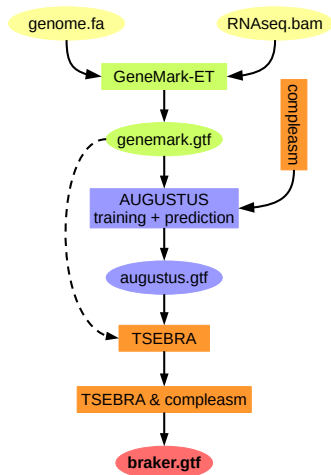 genome.fa
RNAseq.bam
GeneMark-ET
compleasm
genemark.gtf
AUGUSTUS
training + prediction
augustus.gtf
TSEBRA
TSEBRA & compleasm
braker.gtf